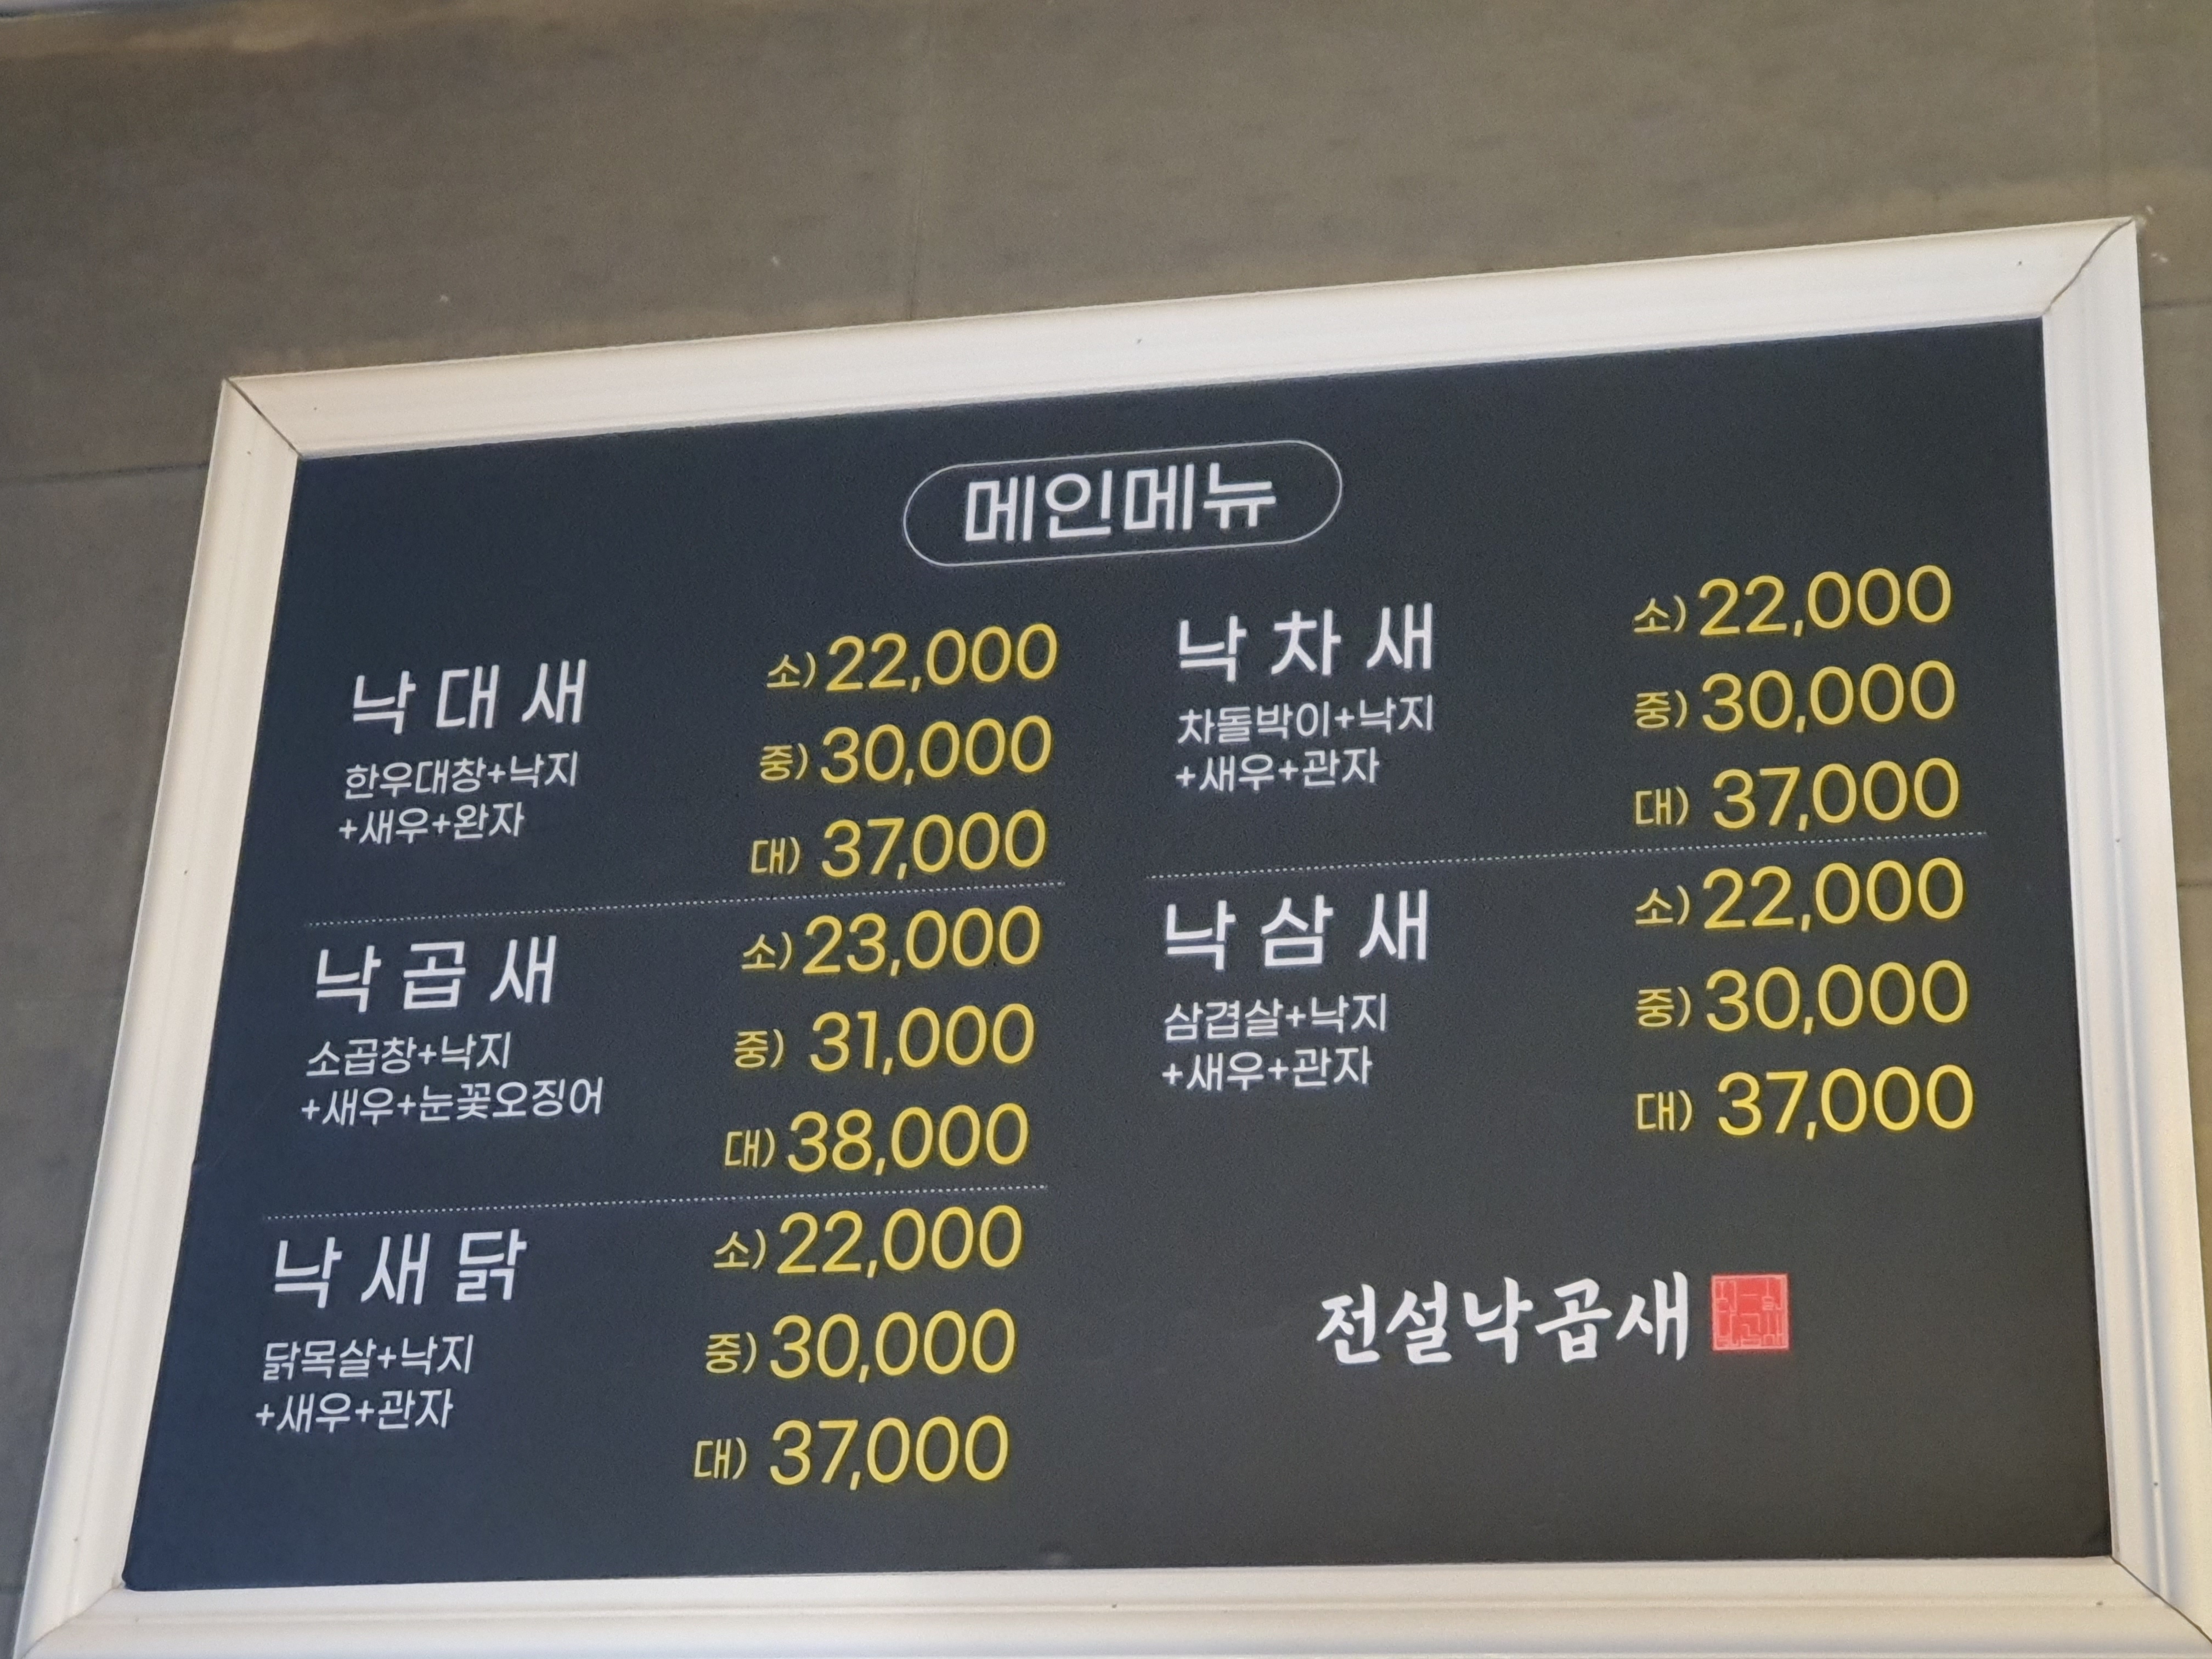 메인메뉴
낙대새
한우대창+낙지
+새우+완자
소) 22,000
중) 30,000
대) 37,000
낙곱새
소곱창+낙지
+새우+눈꽃오징어
소) 23,000
중) 31,000
대) 38,000
낙새닭
닭목살+낙지
+새우+관자
소) 22,000
중) 30,000
대) 37,000
낙차새
차돌박이+낙지
+새우+관자
소) 22,000
중) 30,000
대) 37,000
낙삼새
삼겹살+낙지
+새우+관자
소) 22,000
중) 30,000
대) 37,000
전설낙곱새